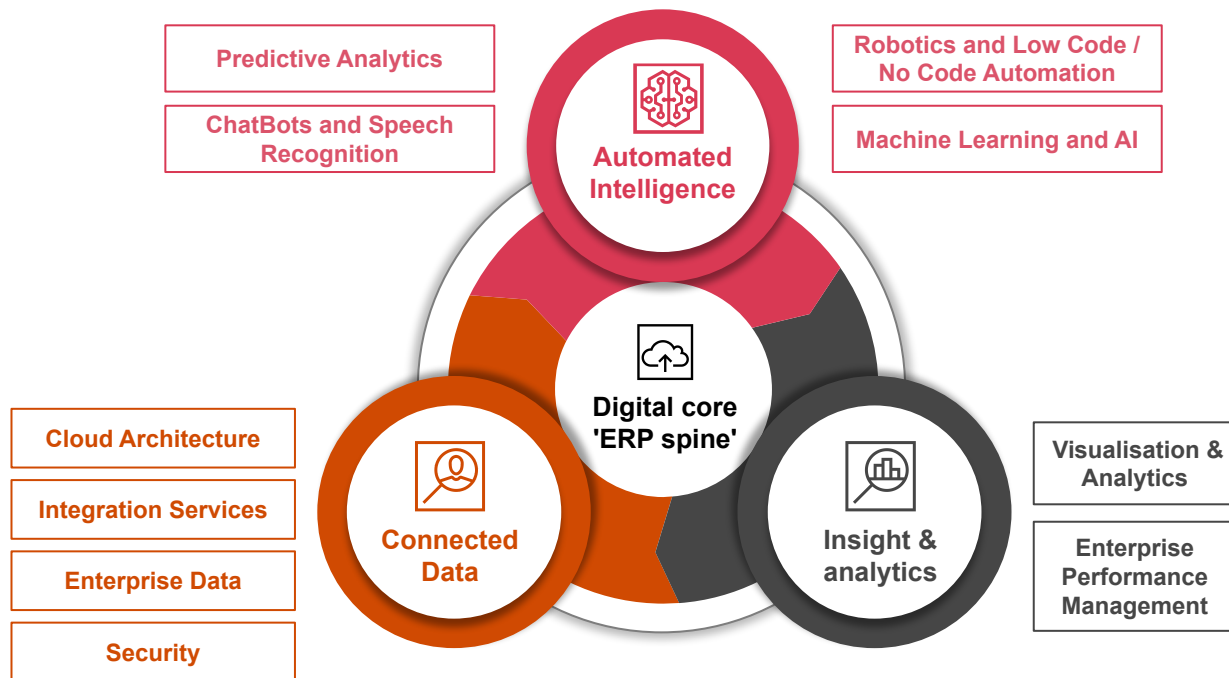 Predictive Analytics
ChatBots and Speech
Recognition
Robotics and Low Code /
No Code Automation
Machine Learning and AI
Automated
Intelligence
Digital core
'ERP spine'
Cloud Architecture
Integration Services
Enterprise Data
Security
Connected
Data
Insight &
analytics
Visualisation &
Analytics
Enterprise
Performance
Management